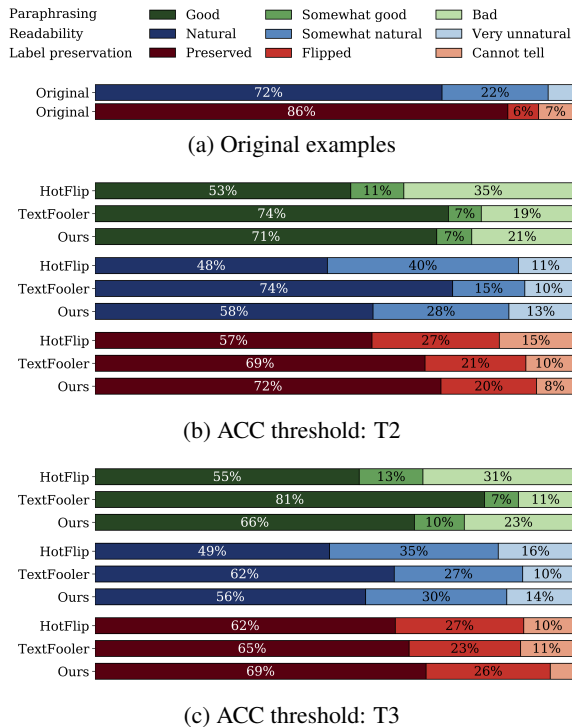 Paraphrasing Good Somewhat good Bad
Readability Natural Somewhat natural Very unnatural
Label preservation Preserved Flipped Cannot tell
Original 72% 22%
Original 86% 6% 7%
(a) Original examples
HotFlip 53% 11% 35%
TextFooler 74% 7% 19%
Ours 71% 7% 21%
HotFlip 48% 40% 11%
TextFooler 74% 15% 10%
Ours 58% 28% 13%
HotFlip 57% 27% 15%
TextFooler 69% 21% 10%
Ours 72% 20% 8%
(b) ACC threshold: T2
HotFlip 55% 13% 31%
TextFooler 81% 7% 11%
Ours 66% 10% 23%
HotFlip 49% 35% 16%
TextFooler 62% 27% 10%
Ours 56% 30% 14%
HotFlip 62% 27% 10%
TextFooler 65% 23% 11%
Ours 69% 26%
(c) ACC threshold: T3